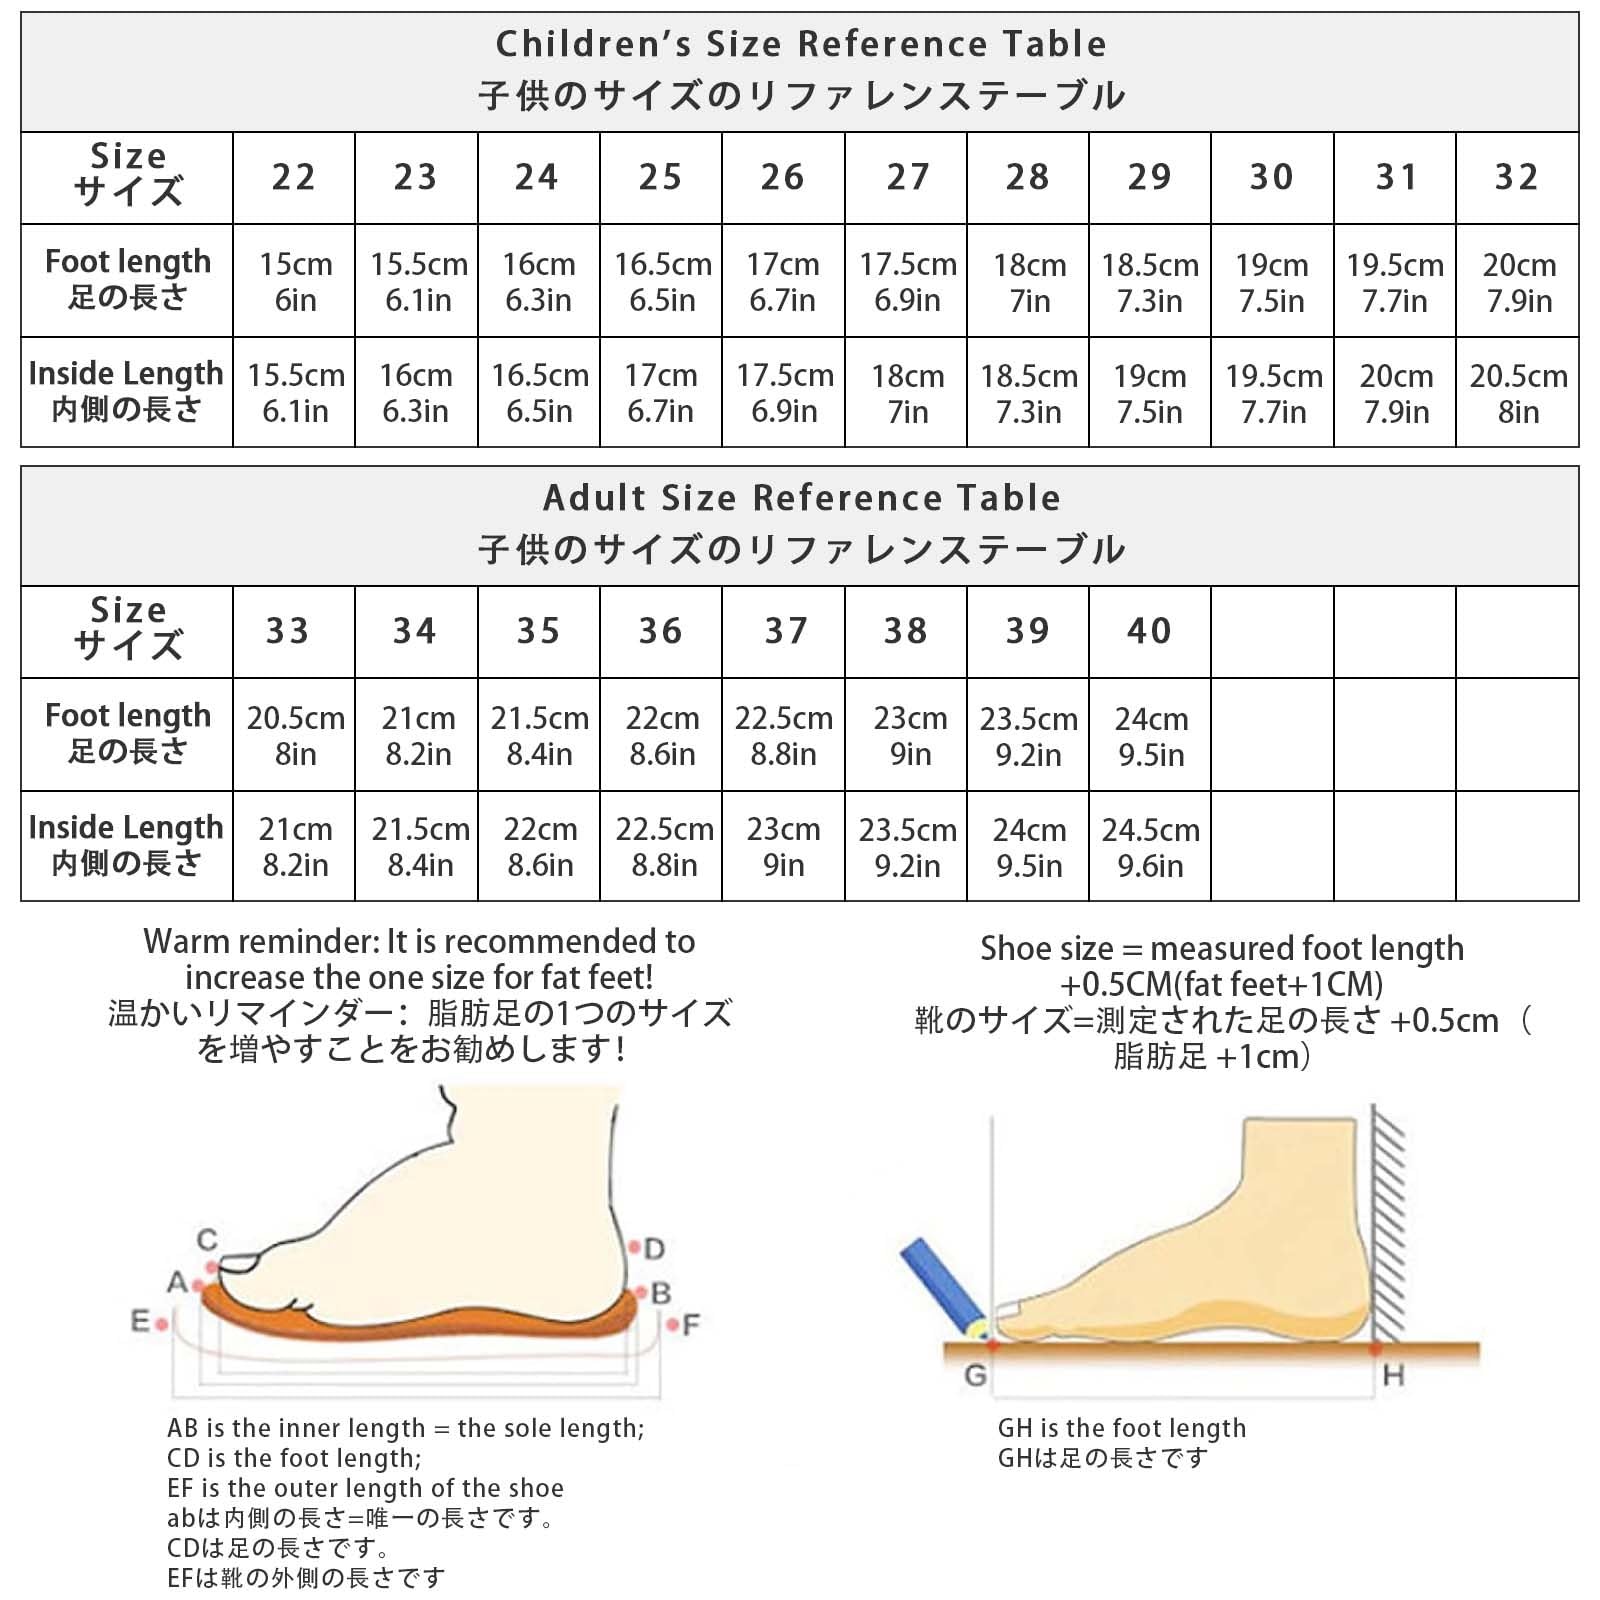 Children’s Size Reference Table
子供のサイズのリファレンステーブル
Size 22 23 24 25 26 27 28 29 30 31 32
サイズ
Foot length 15cm 15.5cm 16cm 16.5cm 17cm 17.5cm 18cm 18.5cm 19cm 19.5cm 20cm
足の長さ 6in 6.1in 6.3in 6.5in 6.7in 6.9in 7in 7.3in 7.5in 7.7in 7.9in
Inside Length 15.5cm 16cm 16.5cm 17cm 17.5cm 18cm 18.5cm 19cm 19.5cm 20cm 20.5cm
内側の長さ 6.1in 6.3in 6.5in 6.7in 6.9in 7in 7.3in 7.5in 7.7in 7.9in 8in
Adult Size Reference Table
子供のサイズのリファレンステーブル
Size 33 34 35 36 37 38 39 40
サイズ
Foot length 20.5cm 21cm 21.5cm 22cm 22.5cm 23cm 23.5cm 24cm
足の長さ 8in 8.2in 8.4in 8.6in 8.8in 9in 9.2in 9.5in
Inside Length 21cm 21.5cm 22cm 22.5cm 23cm 23.5cm 24cm 24.5cm
内側の長さ 8.2in 8.4in 8.6in 8.8in 9in 9.2in 9.5in 9.6in
Warm reminder: It is recommended to
increase the one size for fat feet!
温かいリマインダー：脂肪足の1つのサイズ
を増やすことをお勧めします！
Shoe size = measured foot length
+0.5CM(fat feet+1CM)
靴のサイズ=測定された足の長さ +0.5cm（
脂肪足 +1cm）
C
D
A
B
E
F
G
H
AB is the inner length = the sole length;
CD is the foot length;
EF is the outer length of the shoe
abは内側の長さ=唯一の長さです。
CDは足の長さです。
EFは靴の外側の長さです
GH is the foot length
GHは足の長さです